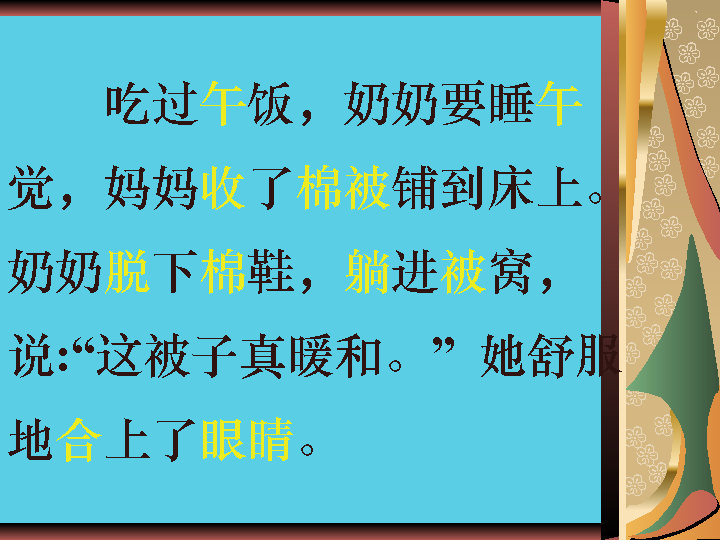 吃过午饭，奶奶要睡午
觉，妈妈收了棉被铺到床上。
奶奶脱下棉鞋，躺进被窝，
说:“这被子真暖和。” 她舒服
地合上了眼睛。